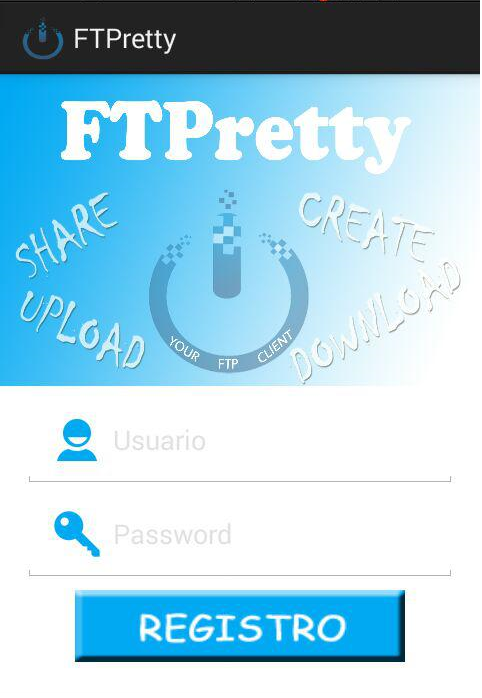 FTPretty
FTPretty
SHARE
CREATE
UPLOAD
DOWNLOAD
YOUR FTP CLIENT
Usuario
Password
REGISTRO